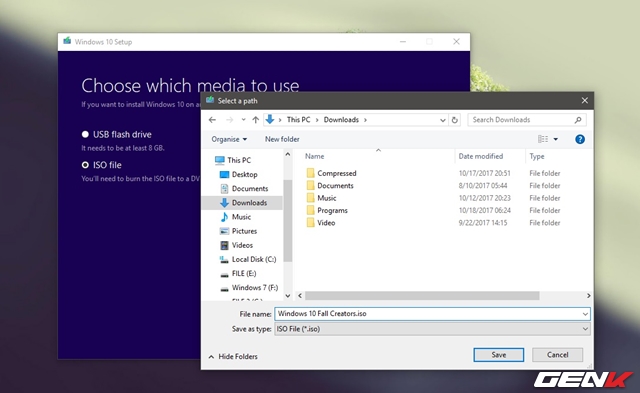 Windows 10 Setup
Choose which media to use
If you want to install Windows 10 on
USB flash drive
It needs to be at least 8 GB.
ISO file
You'll need to burn the ISO file to a DV
Select a path
This PC > Downloads >
Search Downloads
Organise
New folder
This PC
Desktop
Documents
Downloads
Music
Pictures
Videos
Local Disk (C:)
FILE (E:)
Windows 7 (F:)
Name Date modified Type
Compressed 10/17/2017 20:51 File folder
Documents 8/10/2017 05:44 File folder
Music 10/12/2017 20:23 File folder
Programs 10/18/2017 06:24 File folder
Video 9/22/2017 14:15 File folder
File name: Windows 10 Fall Creators.iso
Save as type: ISO File (*.iso)
Hide Folders
Save
Cancel
GENK